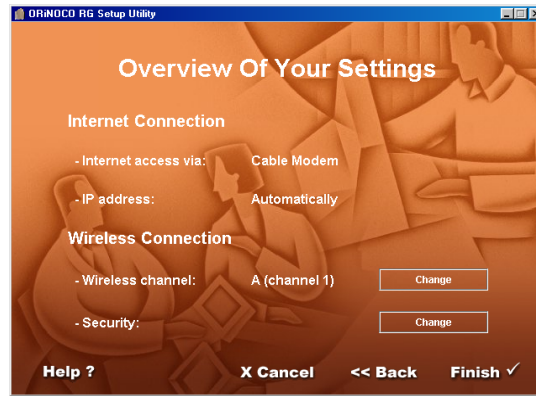 ORiNOCO RG Setup Utility
Overview Of Your Settings
Internet Connection
- Internet access via: Cable Modem
- IP address: Automatically
Wireless Connection
- Wireless channel: A (channel 1) Change
- Security: Change
Help ? X Cancel << Back Finish ✓